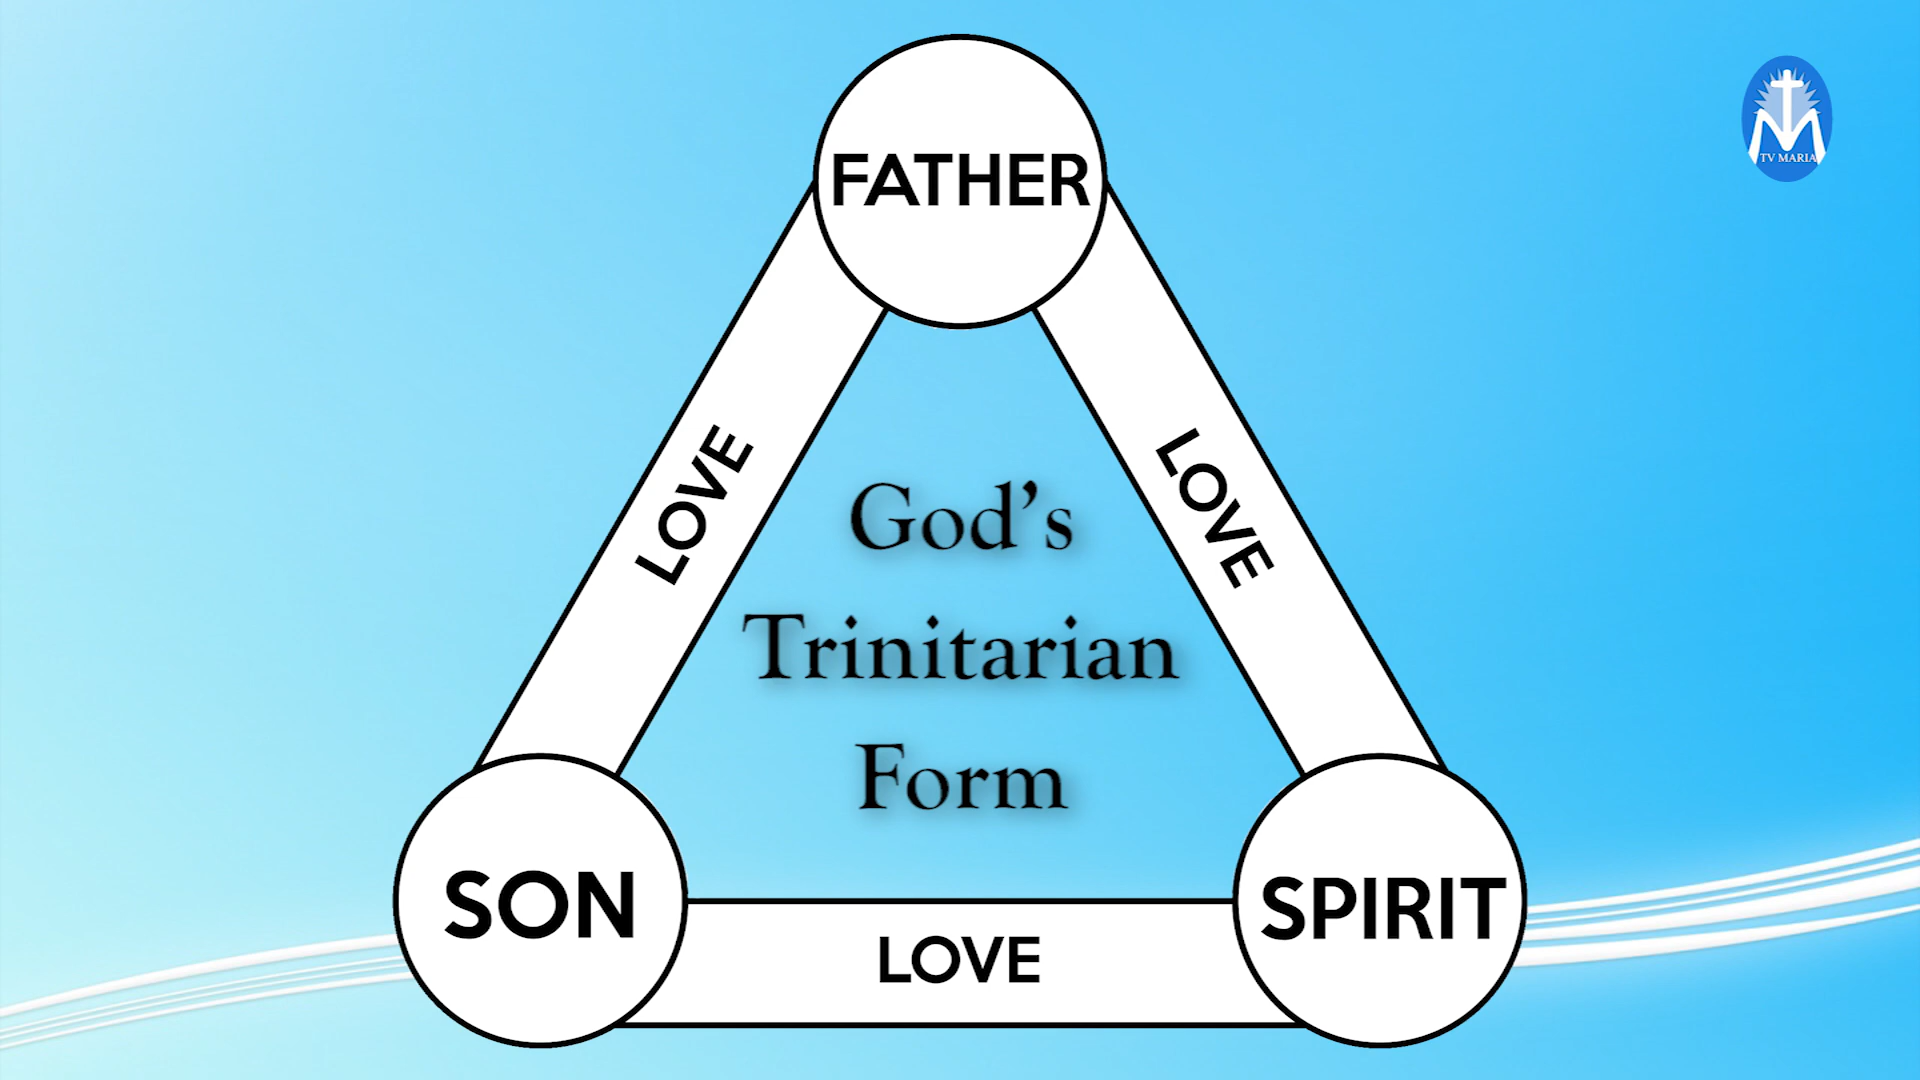 FATHER
TV MARIA
LOVE
LOVE
God's
Trinitarian
Form
SON
SPIRIT
LOVE